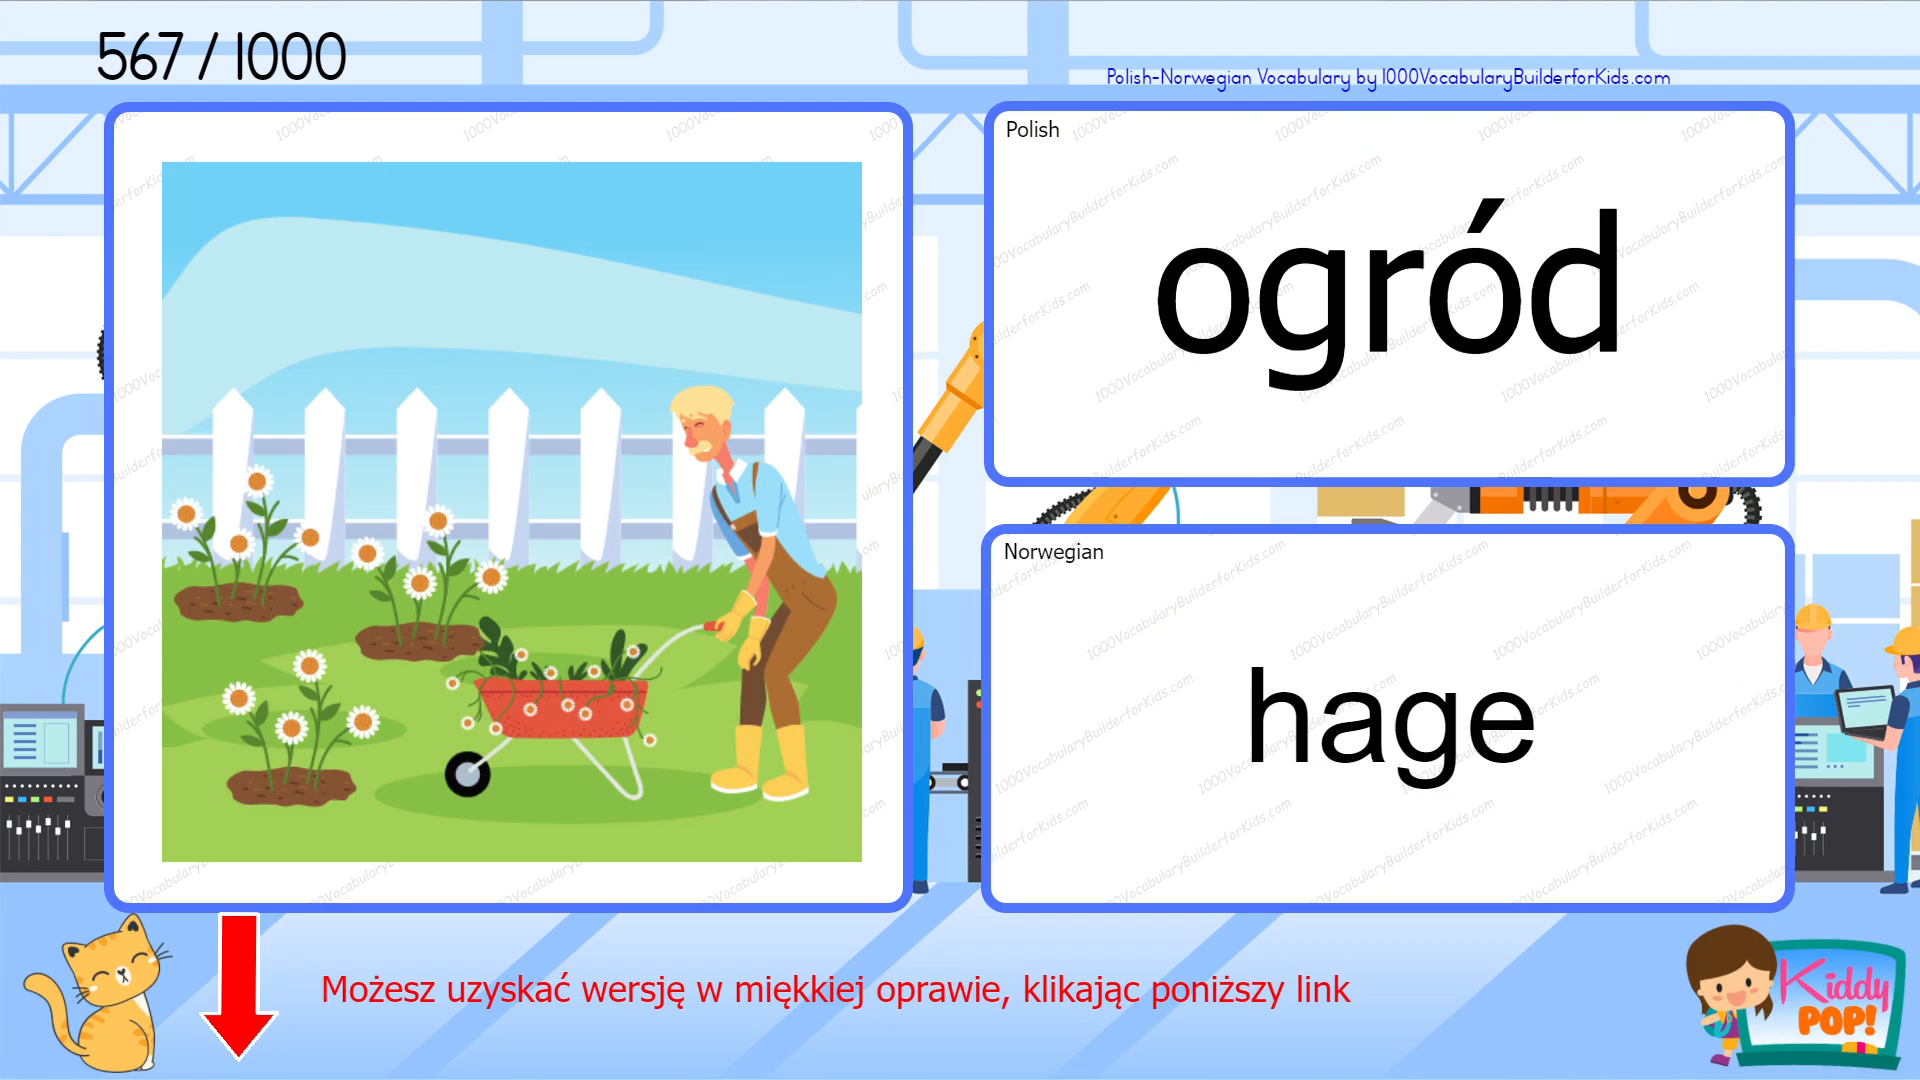 567 / 1000
Polish-Norwegian Vocabulary by 1000VocabularyBuilderforKids.com
Polish
ogród
Norwegian
hage
Możesz uzyskać wersję w miękkiej oprawie, klikając poniższy link
Kiddy
POP!